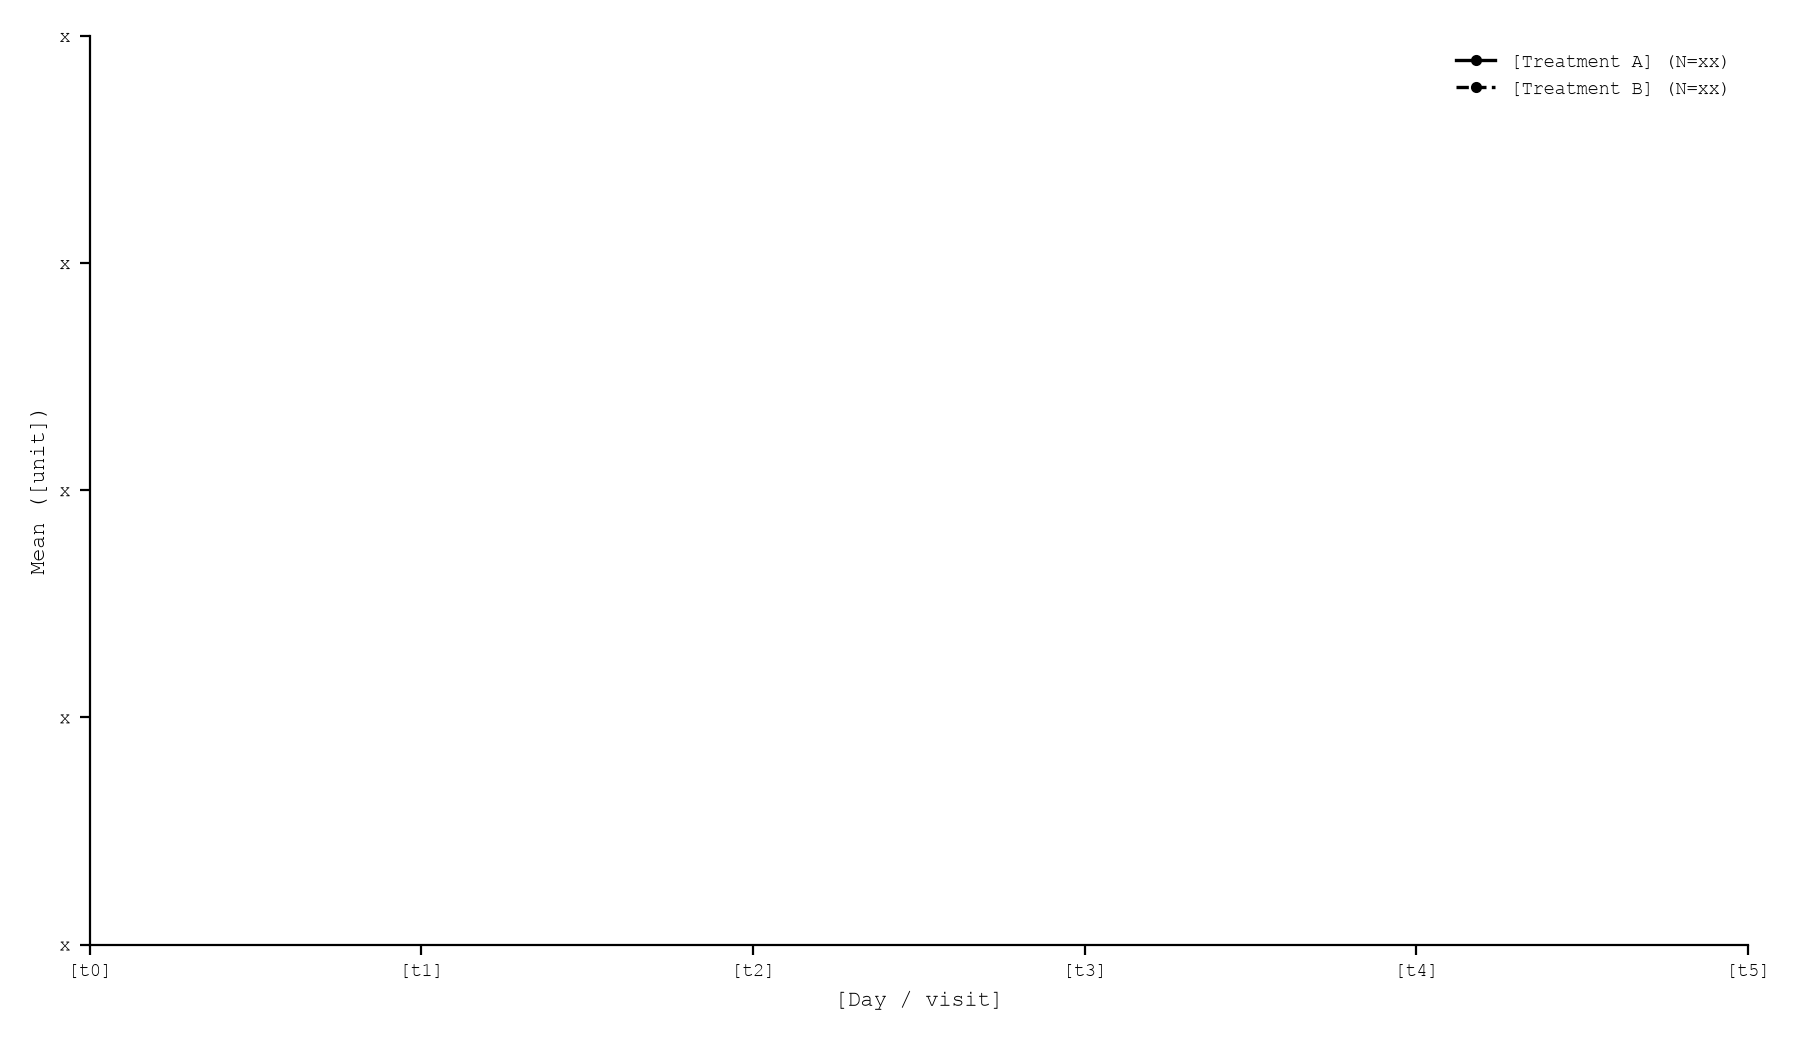 x
[Treatment A] (N=xx)
[Treatment B] (N=xx)
x
Mean ([unit])
x
x
x
[t0] [t1] [t2] [t3] [t4] [t5]
[Day / visit]